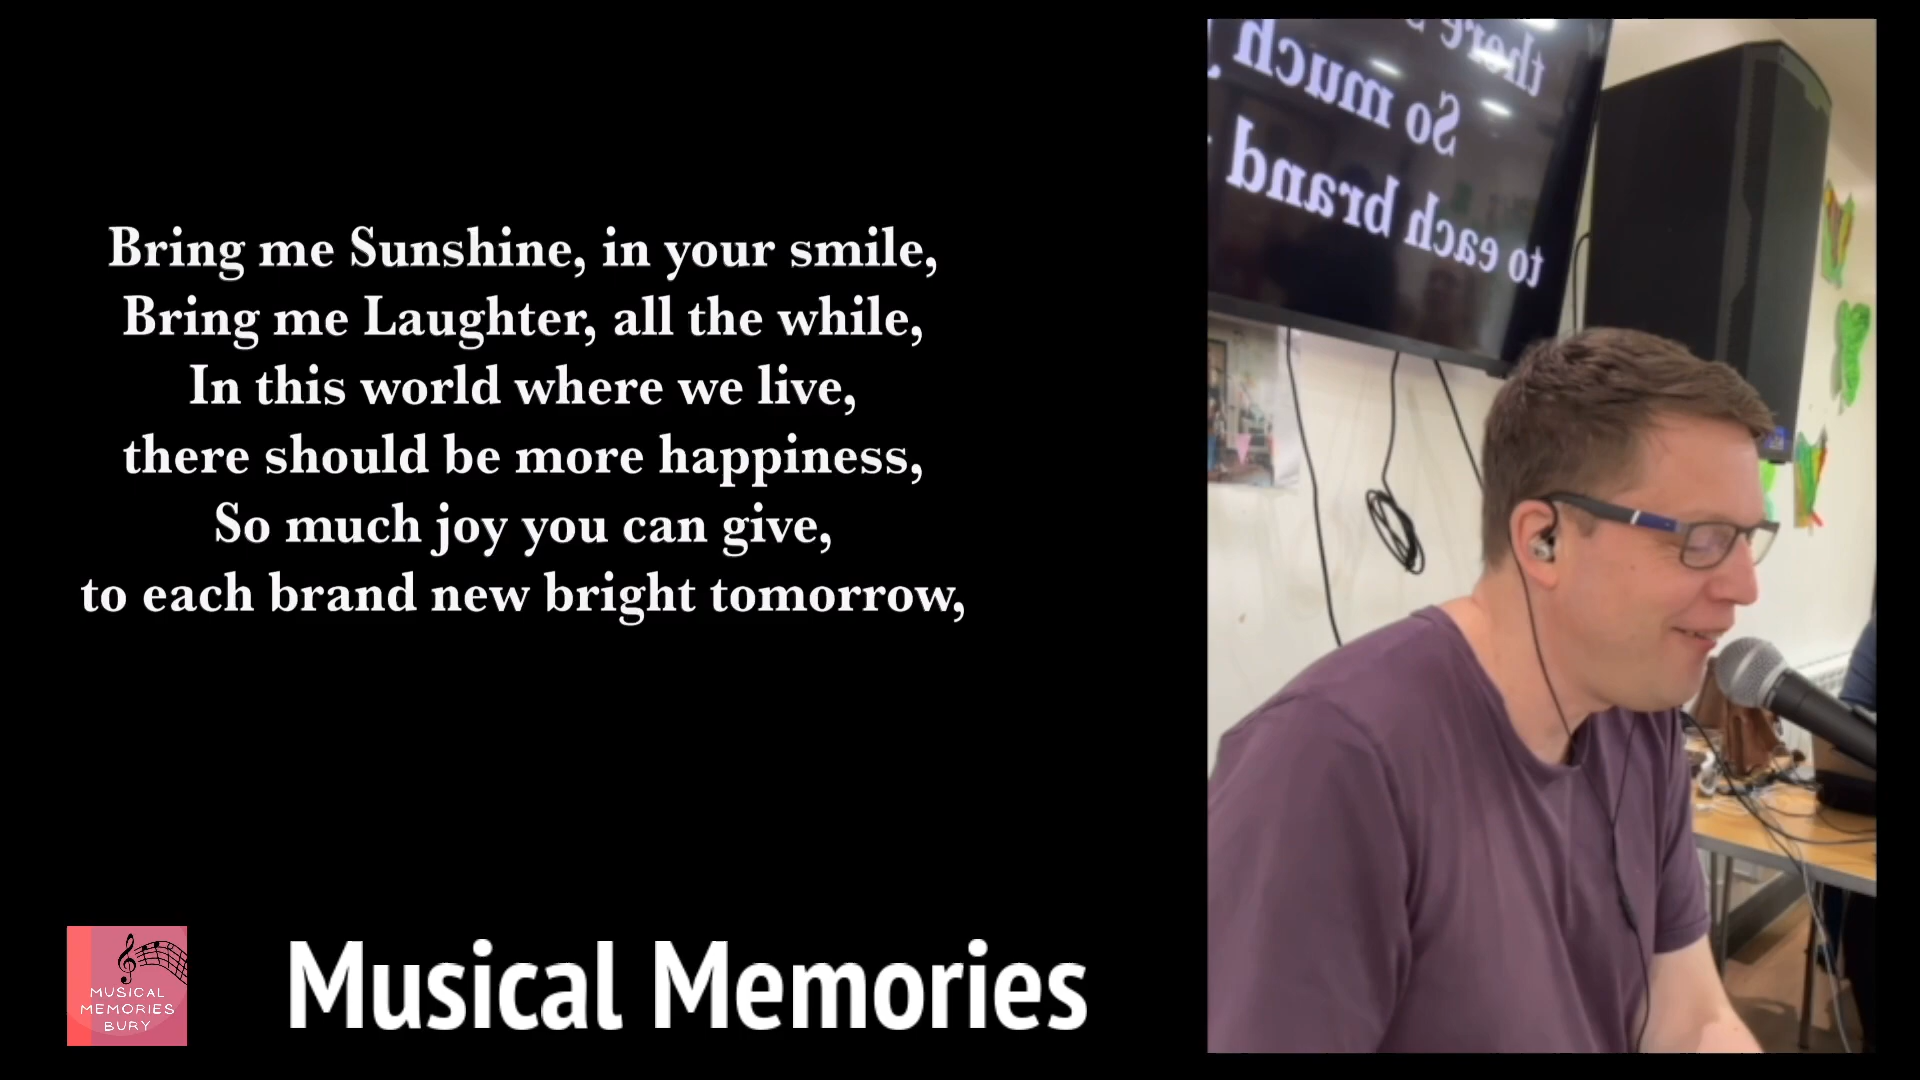 Bring me Sunshine, in your smile,
Bring me Laughter, all the while,
In this world where we live,
there should be more happiness,
So much joy you can give,
to each brand new bright tomorrow,
MUSICAL
MEMORIES
BURY
Musical Memories
So much
to each brand